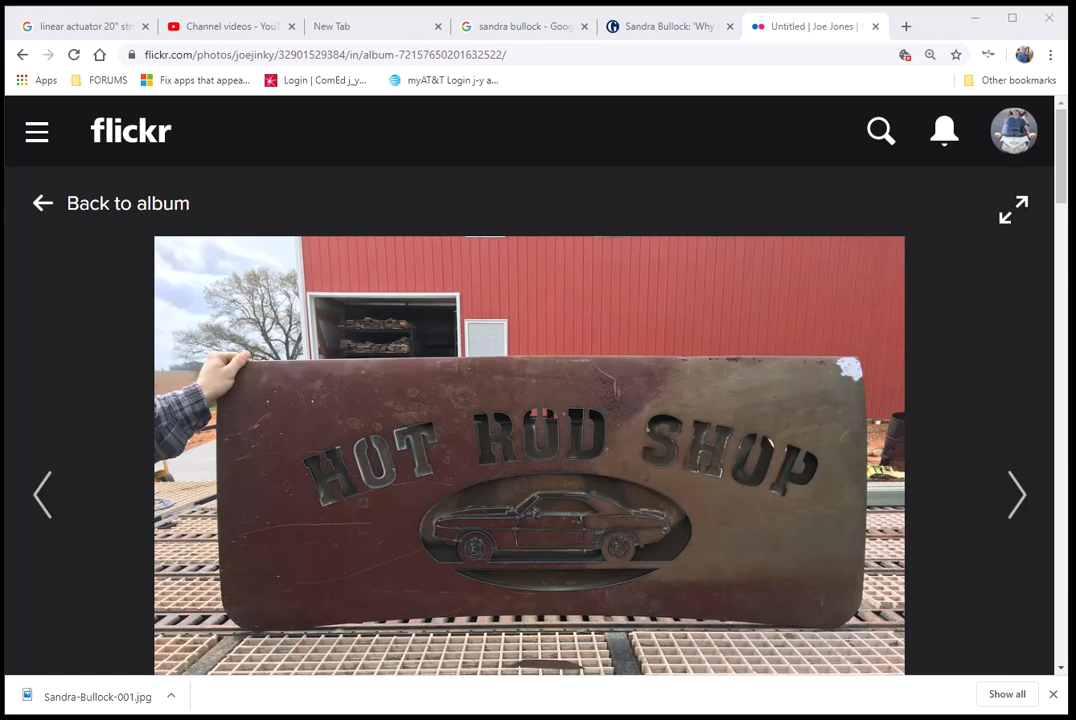 linear actuator 20" str
Channel videos - YouT
New Tab
sandra bullock - Goog
Sandra Bullock: 'Why
Untitled | Joe Jones |
flickr.com/photos/joejinky/32901529384/in/album-72157650201632522/
Apps
FORUMS
Fix apps that appea...
Login | ComEd j_y...
myAT&T Login j-y a...
Other bookmarks
flickr
Back to album
HOT ROD SHOP
Sandra-Bullock-001.jpg
Show all